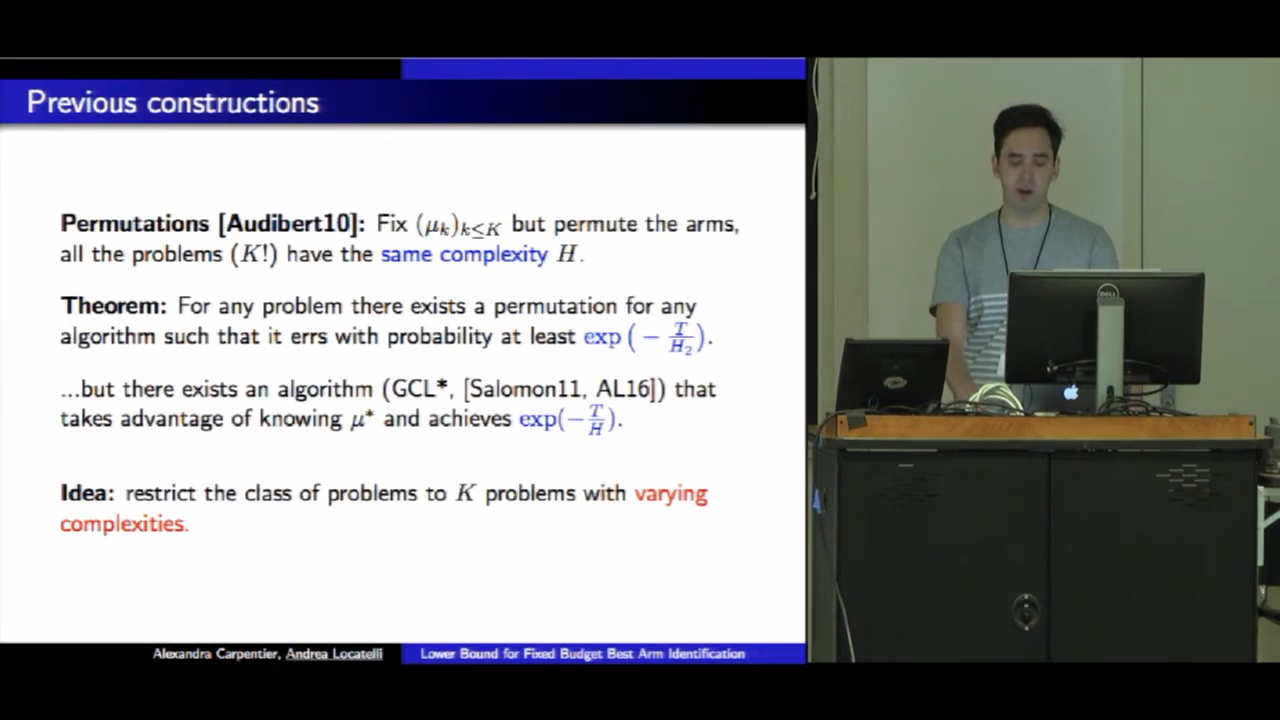 Previous constructions
Permutations [Audibert10]: Fix (μₖ)ₖ≤K but permute the arms,
all the problems (K!) have the same complexity H.
Theorem: For any problem there exists a permutation for any
algorithm such that it errs with probability at least exp(− T/H₂).
...but there exists an algorithm (GCL*, [Salomon11, AL16]) that
takes advantage of knowing μ* and achieves exp(−T/H).
Idea: restrict the class of problems to K problems with varying
complexities.
Alexandra Carpentier, Andrea Locatelli
Lower Bound for Fixed Budget Best Arm Identification
DELL